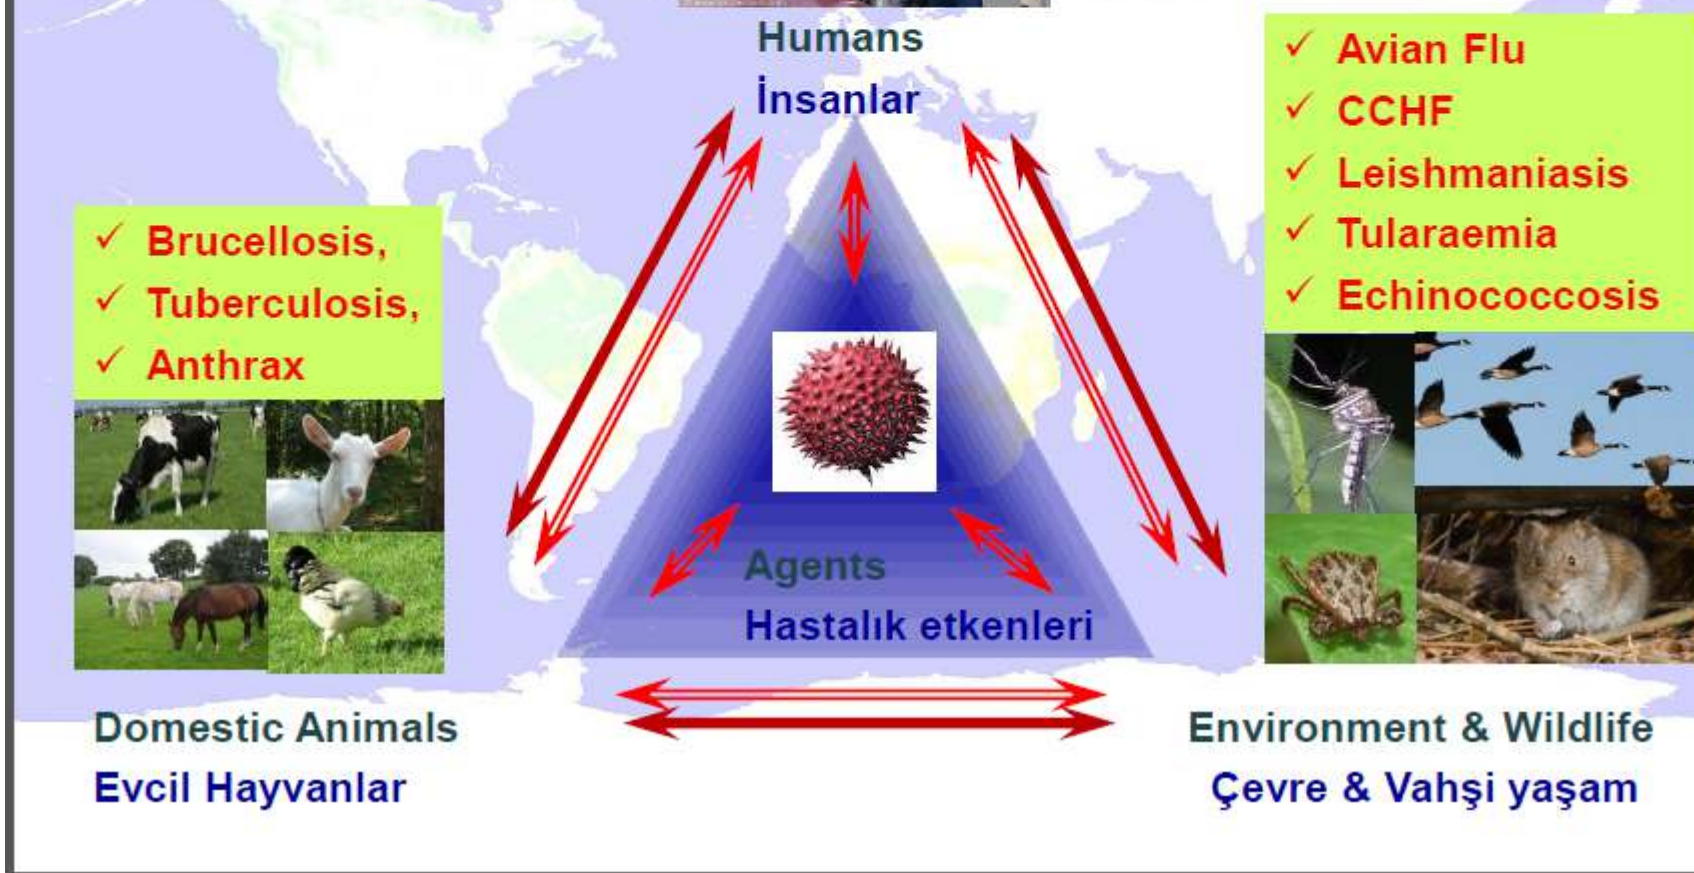 Humans
İnsanlar
Avian Flu
CCHF
Leishmaniasis
Tularaemia
Echinococcosis
Brucellosis,
Tuberculosis,
Anthrax
Agents
Hastalık etkenleri
Domestic Animals
Evcil Hayvanlar
Environment & Wildlife
Çevre & Vahşi yaşam